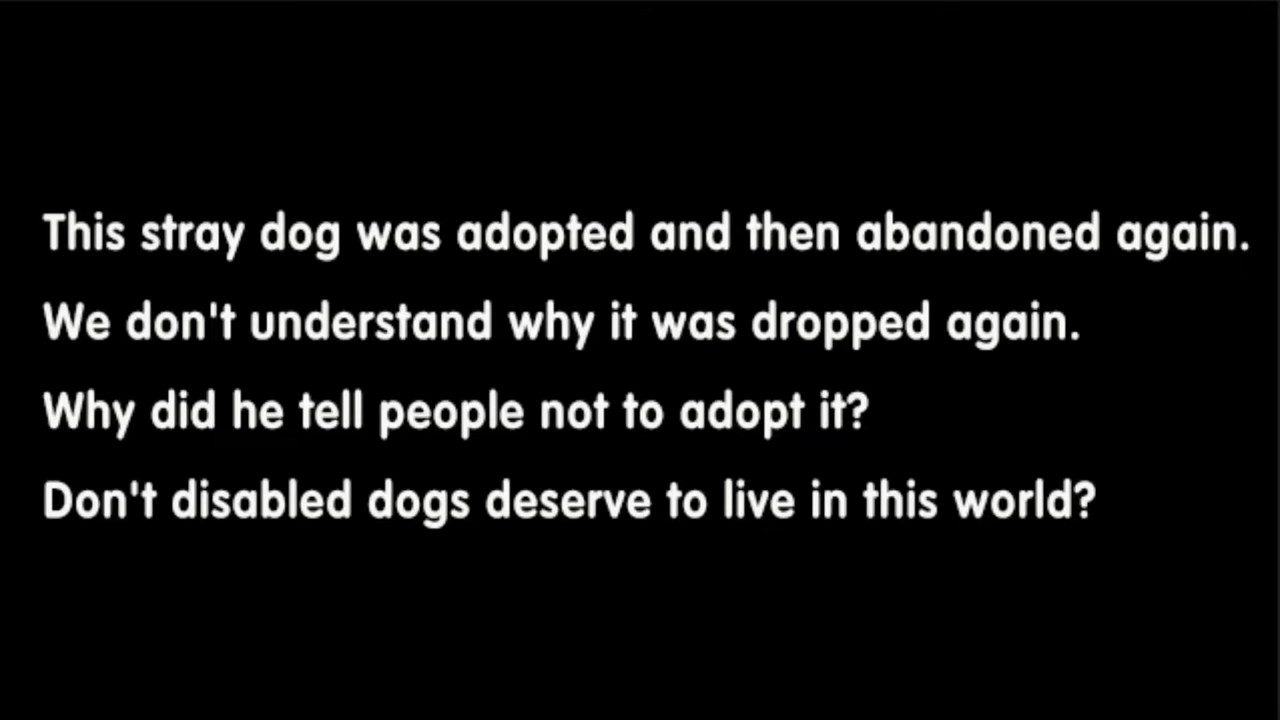 This stray dog was adopted and then abandoned again.
We don't understand why it was dropped again.
Why did he tell people not to adopt it?
Don't disabled dogs deserve to live in this world?